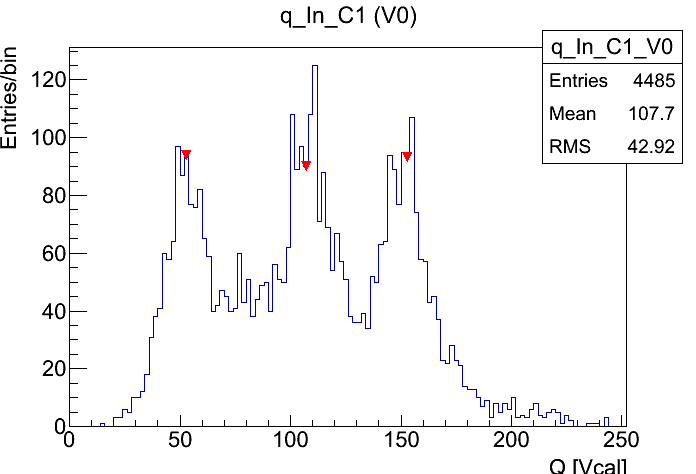 q_In_C1 (V0)
q_In_C1_V0
Entries 4485
Mean 107.7
RMS 42.92
Entries/bin
120
100
80
60
40
20
0
0 50 100 150 200 250
Q [Vcal]